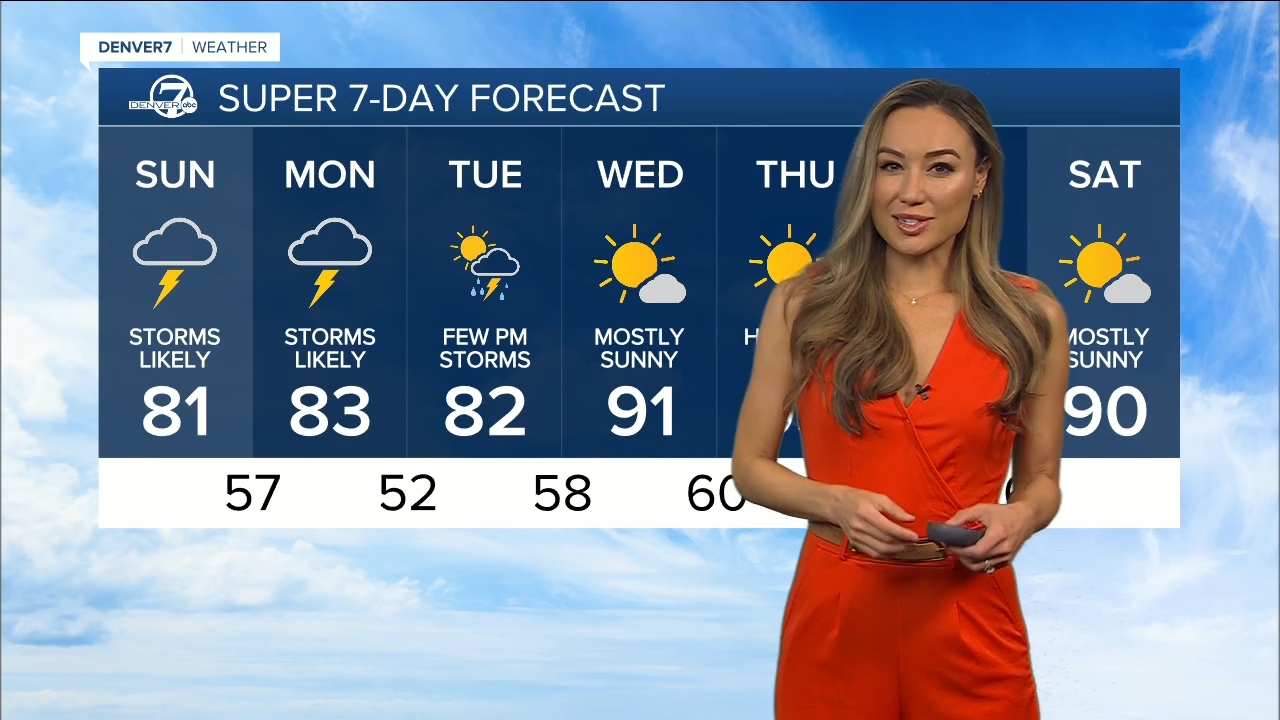 DENVER7 | WEATHER
7
DENVER abc
SUPER 7-DAY FORECAST
SUN MON TUE WED THU SAT
STORMS LIKELY
STORMS LIKELY
FEW PM STORMS
MOSTLY SUNNY
MOSTLY SUNNY
81 83 82 91 90
57 52 58 60